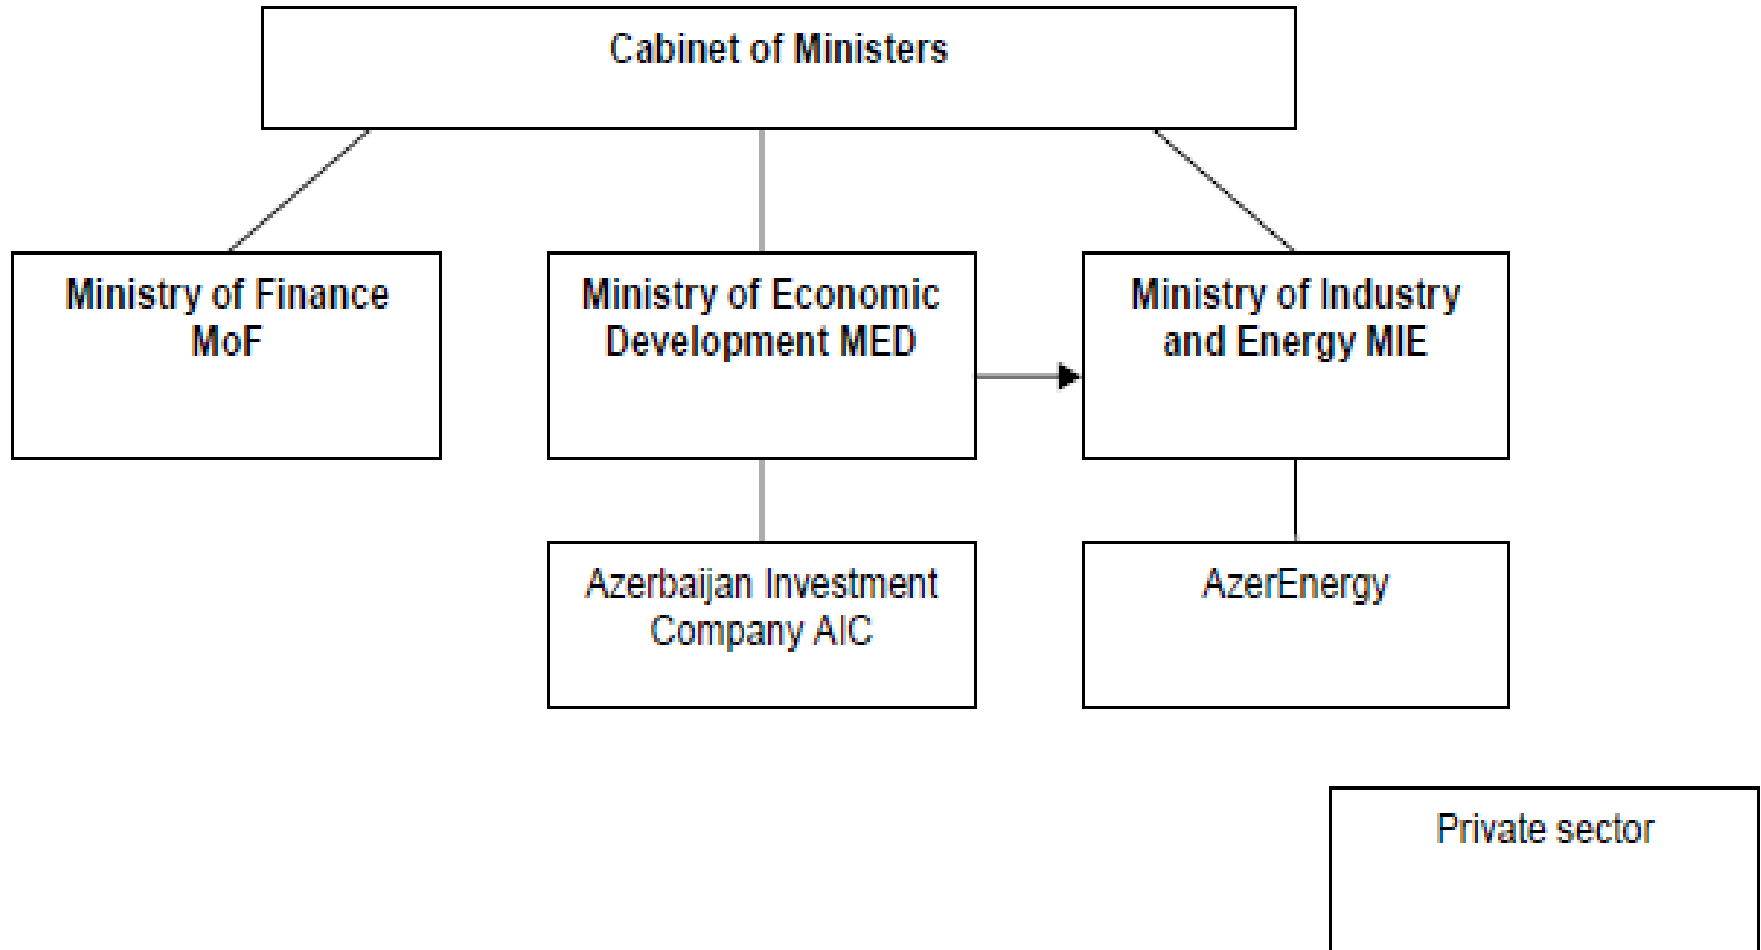 Cabinet of Ministers
Ministry of Finance
MoF
Ministry of Economic
Development MED
Ministry of Industry
and Energy MIE
Azerbaijan Investment
Company AIC
AzerEnergy
Private sector